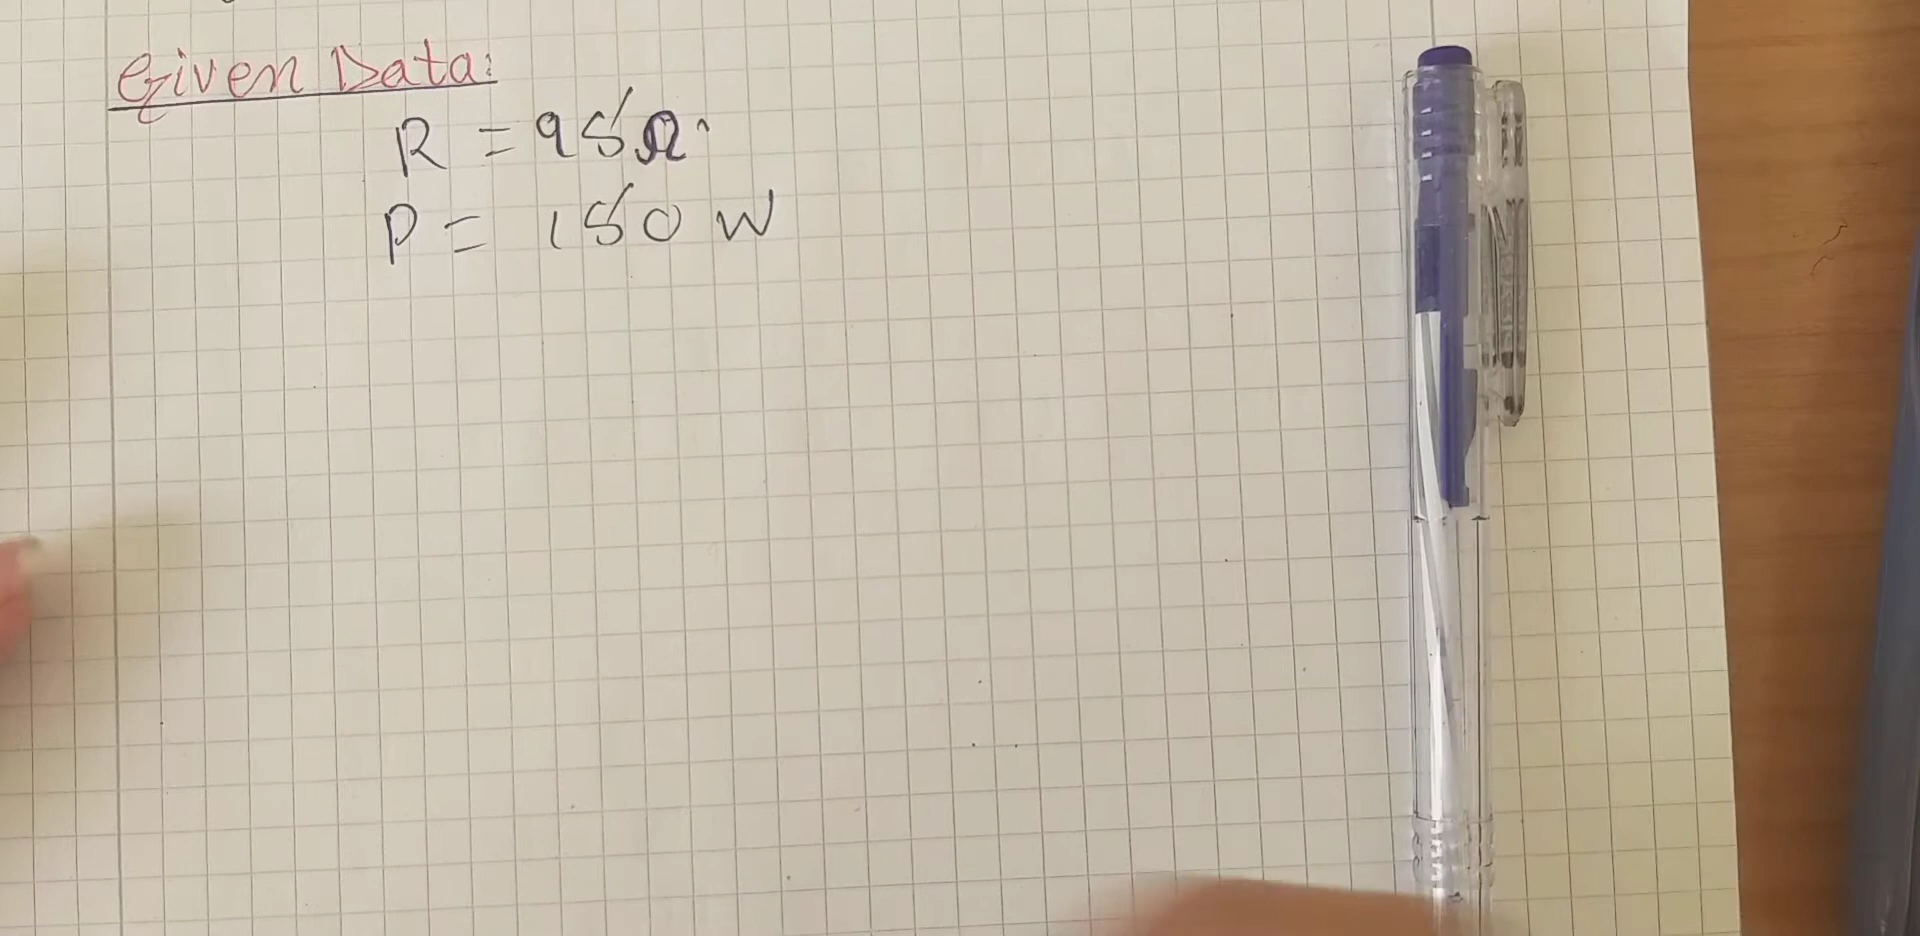 Given Data:
R = 95Ω
P = 150 W